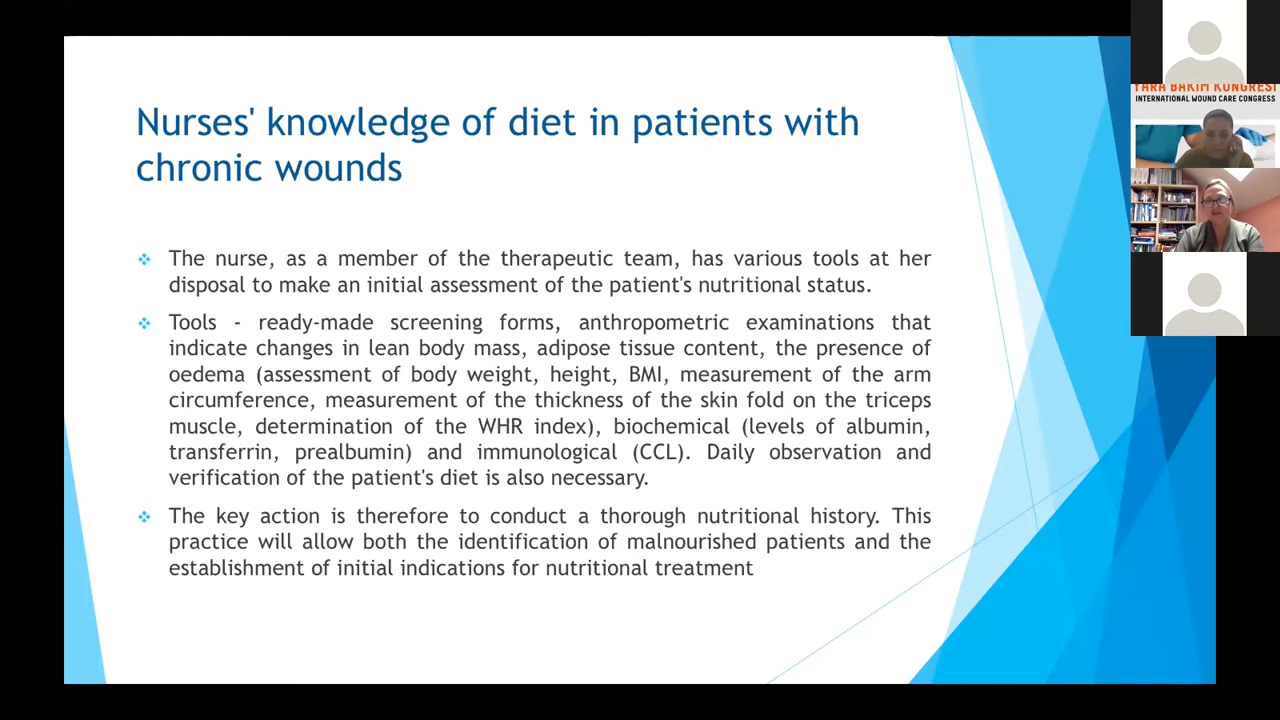 Nurses' knowledge of diet in patients with
chronic wounds
The nurse, as a member of the therapeutic team, has various tools at her
disposal to make an initial assessment of the patient's nutritional status.
Tools - ready-made screening forms, anthropometric examinations that
indicate changes in lean body mass, adipose tissue content, the presence of
oedema (assessment of body weight, height, BMI, measurement of the arm
circumference, measurement of the thickness of the skin fold on the triceps
muscle, determination of the WHR index), biochemical (levels of albumin,
transferrin, prealbumin) and immunological (CCL). Daily observation and
verification of the patient's diet is also necessary.
The key action is therefore to conduct a thorough nutritional history. This
practice will allow both the identification of malnourished patients and the
establishment of initial indications for nutritional treatment
YARA BAKIM KONGRESİ
INTERNATIONAL WOUND CARE CONGRESS